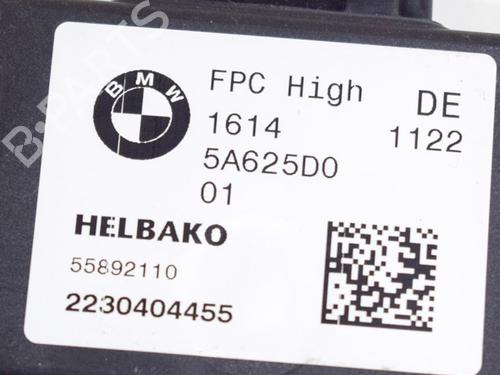 B-PARTS
BMW
FPC High DE
1614 1122
5A625D0
01
HELBAKO
55892110
2230404455